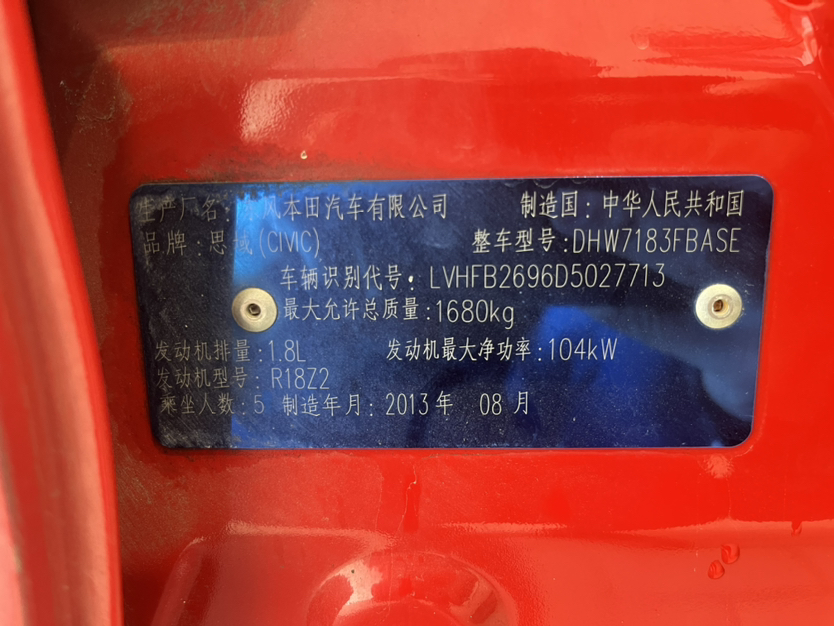 生产厂名：东风本田汽车有限公司 制造国：中华人民共和国
品牌：思域(CIVIC) 整车型号：DHW7183FBASE
车辆识别代号：LVHFB2696D5027713
最大允许总质量：1680kg
发动机排量：1.8L 发动机最大净功率：104kW
发动机型号：R18Z2
乘坐人数：5 制造年月：2013年 08月